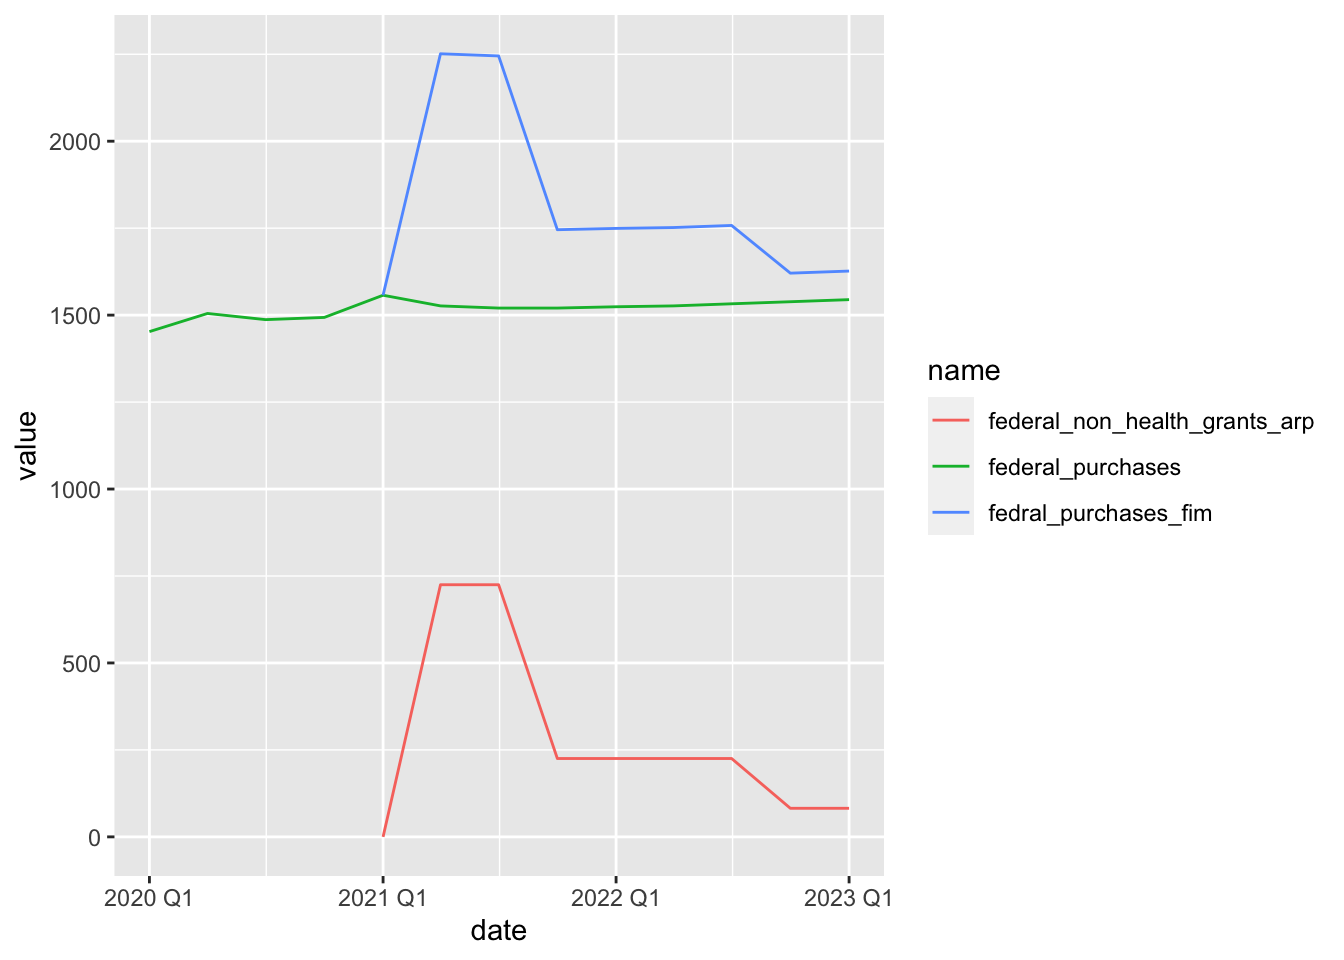 2000
1500
1000
500
0
value
2020 Q1
2021 Q1
2022 Q1
2023 Q1
date
name
federal_non_health_grants_arp
federal_purchases
fedral_purchases_fim